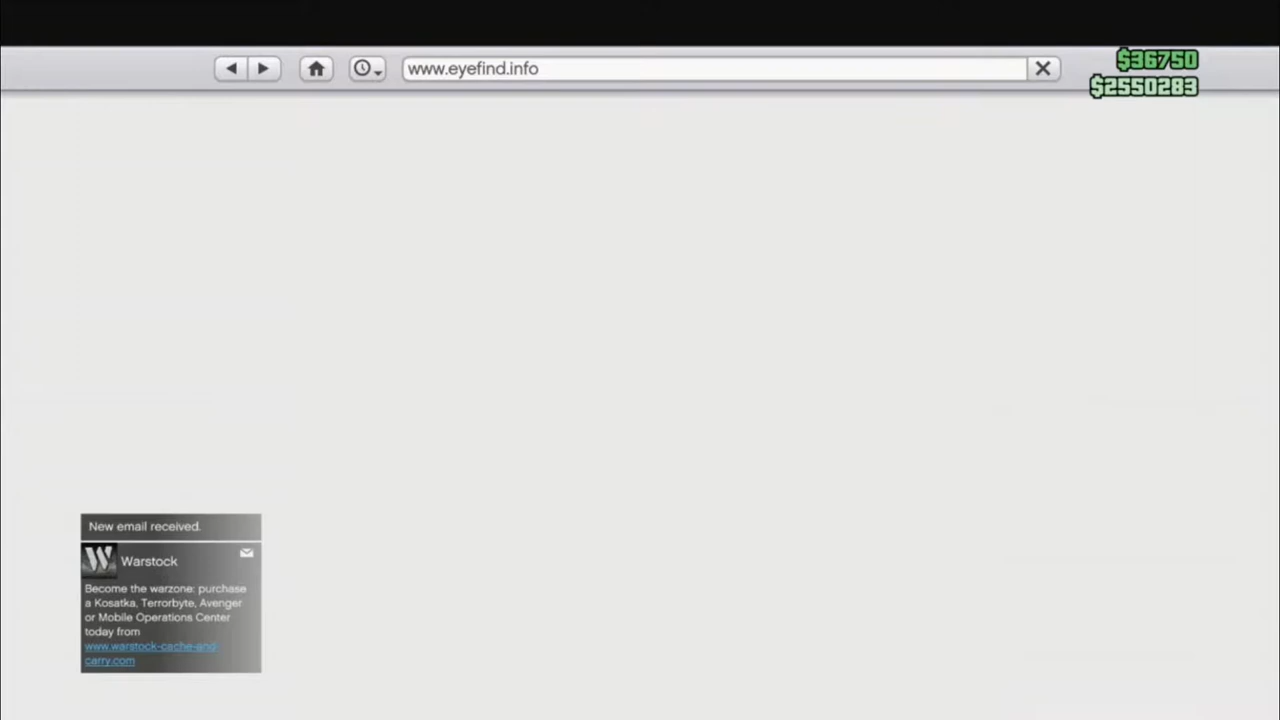 www.eyefind.info
$36750
$2550283
New email received.
Warstock
Become the warzone: purchase
a Kosatka, Terrorbyte, Avenger
or Mobile Operations Center
today from
www.warstock-cache-and-
carry.com